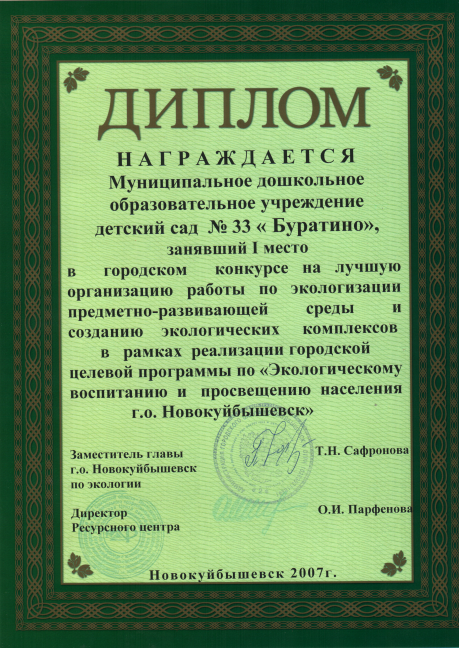 ДИПЛОМ
НАГРАЖДАЕТСЯ
Муниципальное дошкольное
образовательное учреждение
детский сад № 33 « Буратино»,
занявший I место
в городском конкурсе на лучшую
организацию работы по экологизации
предметно-развивающей среды и
созданию экологических комплексов
в рамках реализации городской
целевой программы по «Экологическому
воспитанию и просвещению населения
г.о. Новокуйбышевск»
Заместитель главы
г.о. Новокуйбышевск
по экологии
Т.Н. Сафронова
Директор
Ресурсного центра
О.И. Парфенова
Новокуйбышевск 2007г.